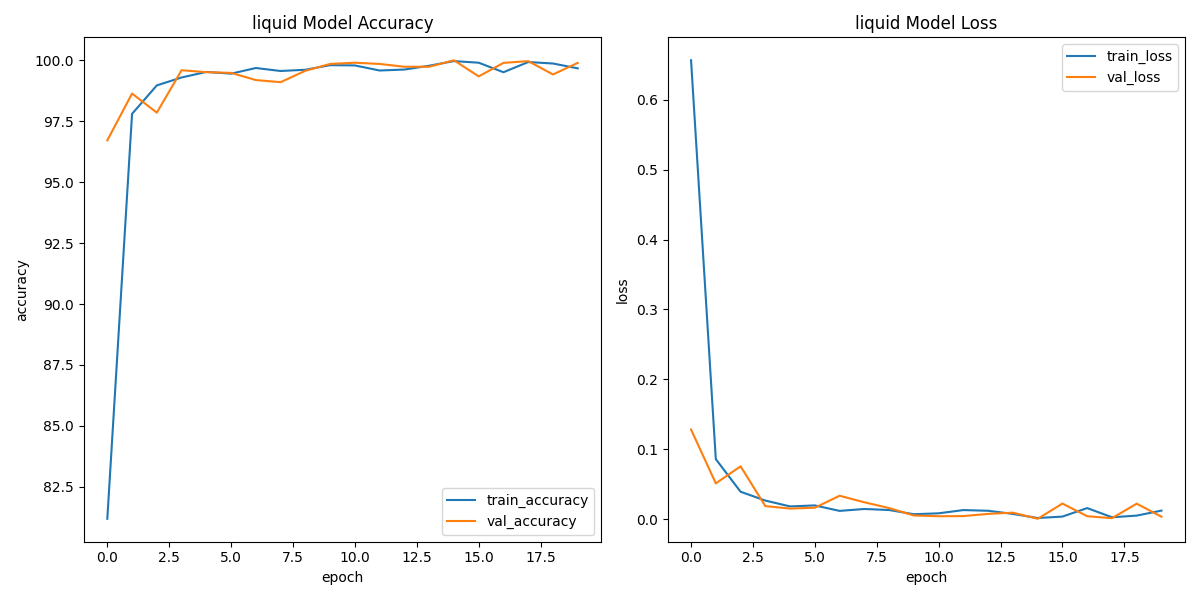 liquid Model Accuracy
100.0
97.5
95.0
92.5
90.0
87.5
85.0
82.5
accuracy
train_accuracy
val_accuracy
0.0 2.5 5.0 7.5 10.0 12.5 15.0 17.5
epoch
liquid Model Loss
train_loss
val_loss
0.6
0.5
0.4
0.3
0.2
0.1
0.0
loss
0.0 2.5 5.0 7.5 10.0 12.5 15.0 17.5
epoch